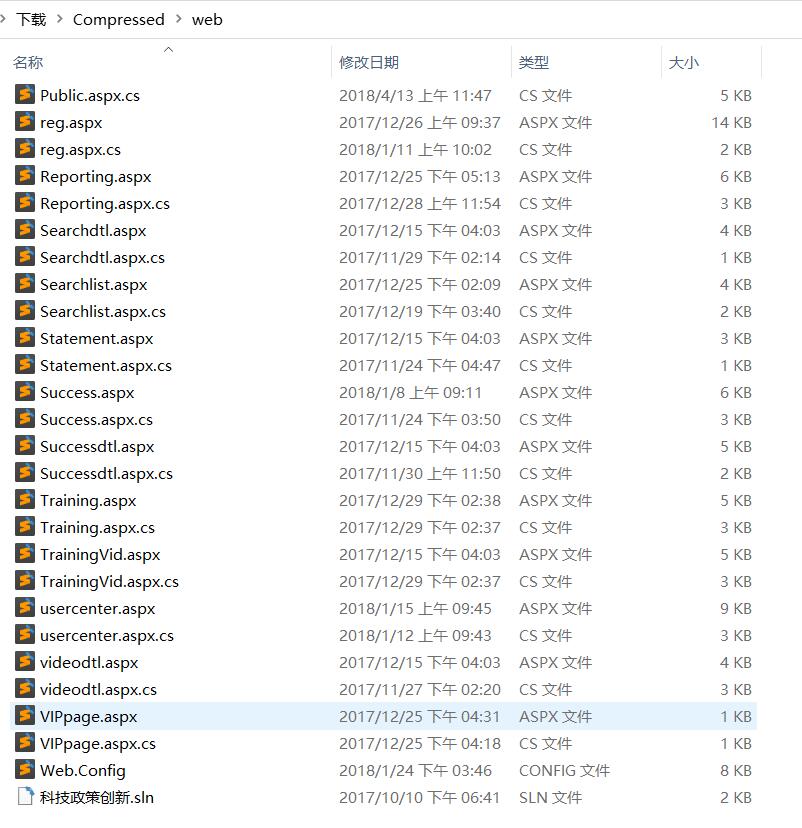 下载 Compressed web
名称 修改日期 类型 大小
Public.aspx.cs 2018/4/13 上午 11:47 CS 文件 5 KB
reg.aspx 2017/12/26 上午 09:37 ASPX 文件 14 KB
reg.aspx.cs 2018/1/11 上午 10:02 CS 文件 2 KB
Reporting.aspx 2017/12/25 下午 05:13 ASPX 文件 6 KB
Reporting.aspx.cs 2017/12/28 上午 11:54 CS 文件 3 KB
Searchdtl.aspx 2017/12/15 下午 04:03 ASPX 文件 4 KB
Searchdtl.aspx.cs 2017/11/29 下午 02:14 CS 文件 1 KB
Searchlist.aspx 2017/12/25 下午 02:09 ASPX 文件 4 KB
Searchlist.aspx.cs 2017/12/19 下午 03:40 CS 文件 2 KB
Statement.aspx 2017/12/15 下午 04:03 ASPX 文件 3 KB
Statement.aspx.cs 2017/11/24 下午 04:47 CS 文件 1 KB
Success.aspx 2018/1/8 上午 09:11 ASPX 文件 6 KB
Success.aspx.cs 2017/11/24 下午 03:50 CS 文件 3 KB
Successdtl.aspx 2017/12/15 下午 04:03 ASPX 文件 5 KB
Successdtl.aspx.cs 2017/11/30 上午 11:50 CS 文件 2 KB
Training.aspx 2017/12/29 下午 02:38 ASPX 文件 5 KB
Training.aspx.cs 2017/12/29 下午 02:37 CS 文件 3 KB
TrainingVid.aspx 2017/12/15 下午 04:03 ASPX 文件 5 KB
TrainingVid.aspx.cs 2017/12/29 下午 02:37 CS 文件 3 KB
usercenter.aspx 2018/1/15 上午 09:45 ASPX 文件 9 KB
usercenter.aspx.cs 2018/1/12 上午 09:43 CS 文件 3 KB
videodtl.aspx 2017/12/15 下午 04:03 ASPX 文件 4 KB
videodtl.aspx.cs 2017/11/27 下午 02:20 CS 文件 3 KB
VIPpage.aspx 2017/12/25 下午 04:31 ASPX 文件 1 KB
VIPpage.aspx.cs 2017/12/25 下午 04:18 CS 文件 1 KB
Web.Config 2018/1/24 下午 03:46 CONFIG 文件 8 KB
科技政策创新.sln 2017/10/10 下午 06:41 SLN 文件 2 KB